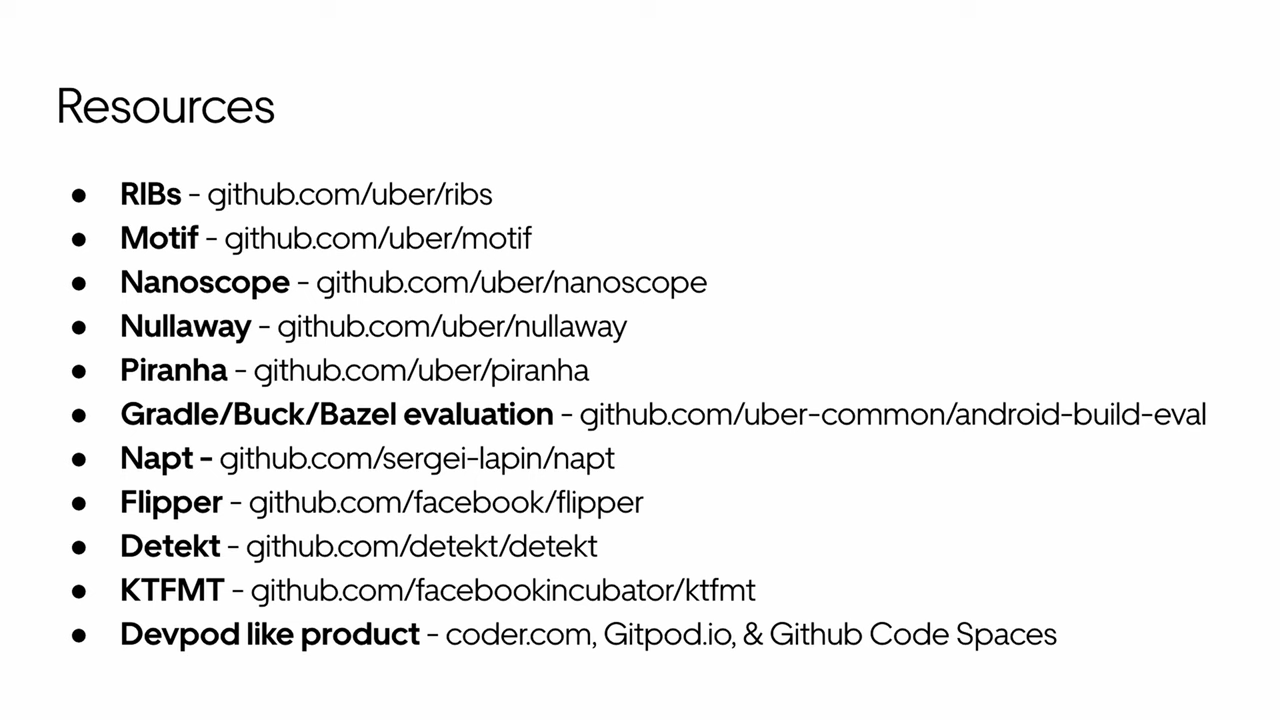 Resources
● RIBs - github.com/uber/ribs
● Motif - github.com/uber/motif
● Nanoscope - github.com/uber/nanoscope
● Nullaway - github.com/uber/nullaway
● Piranha - github.com/uber/piranha
● Gradle/Buck/Bazel evaluation - github.com/uber-common/android-build-eval
● Napt - github.com/sergei-lapin/napt
● Flipper - github.com/facebook/flipper
● Detekt - github.com/detekt/detekt
● KTFMT - github.com/facebookincubator/ktfmt
● Devpod like product - coder.com, Gitpod.io, & Github Code Spaces